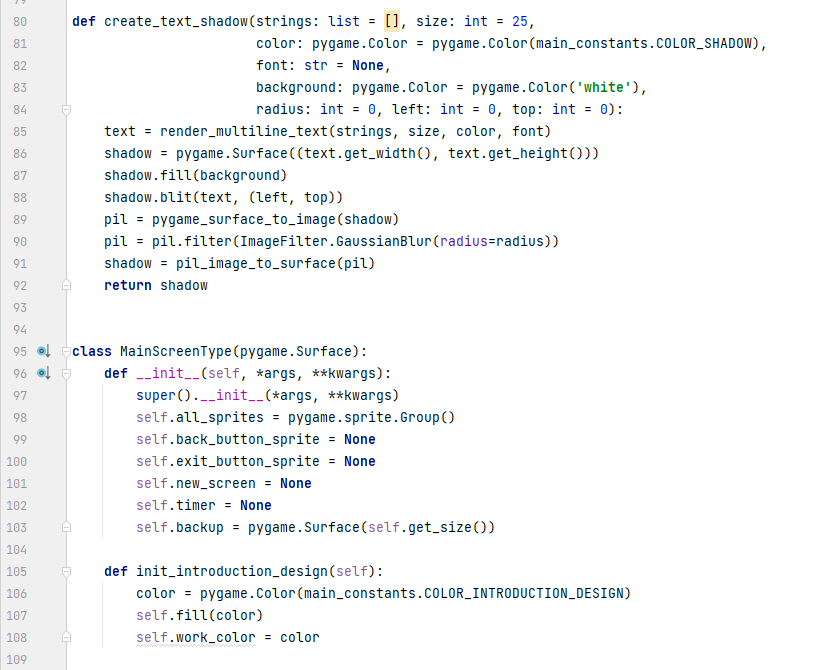 79
80 def create_text_shadow(strings: list = [], size: int = 25,
81                        color: pygame.Color = pygame.Color(main_constants.COLOR_SHADOW),
82                        font: str = None,
83                        background: pygame.Color = pygame.Color('white'),
84                        radius: int = 0, left: int = 0, top: int = 0):
85     text = render_multiline_text(strings, size, color, font)
86     shadow = pygame.Surface((text.get_width(), text.get_height()))
87     shadow.fill(background)
88     shadow.blit(text, (left, top))
89     pil = pygame_surface_to_image(shadow)
90     pil = pil.filter(ImageFilter.GaussianBlur(radius=radius))
91     shadow = pil_image_to_surface(pil)
92     return shadow
93
94
95 class MainScreenType(pygame.Surface):
96     def __init__(self, *args, **kwargs):
97         super().__init__(*args, **kwargs)
98         self.all_sprites = pygame.sprite.Group()
99         self.back_button_sprite = None
100         self.exit_button_sprite = None
101         self.new_screen = None
102         self.timer = None
103         self.backup = pygame.Surface(self.get_size())
104
105     def init_introduction_design(self):
106         color = pygame.Color(main_constants.COLOR_INTRODUCTION_DESIGN)
107         self.fill(color)
108         self.work_color = color
109